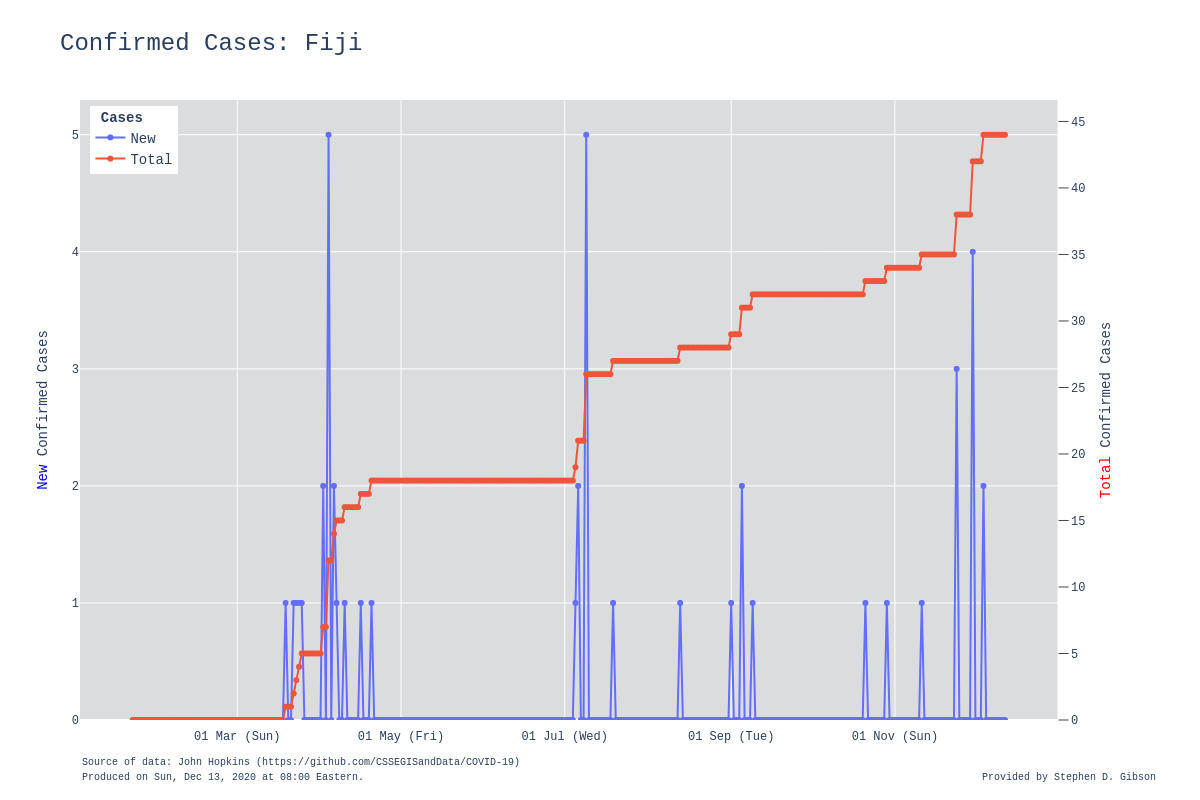 Confirmed Cases: Fiji
Cases
New
Total
5
4
3
2
1
0
New Confirmed Cases
45
40
35
30
25
20
15
10
5
0
Total Confirmed Cases
01 Mar (Sun)
01 May (Fri)
01 Jul (Wed)
01 Sep (Tue)
01 Nov (Sun)
Source of data: John Hopkins (https://github.com/CSSEGISandData/COVID-19)
Produced on Sun, Dec 13, 2020 at 08:00 Eastern.
Provided by Stephen D. Gibson